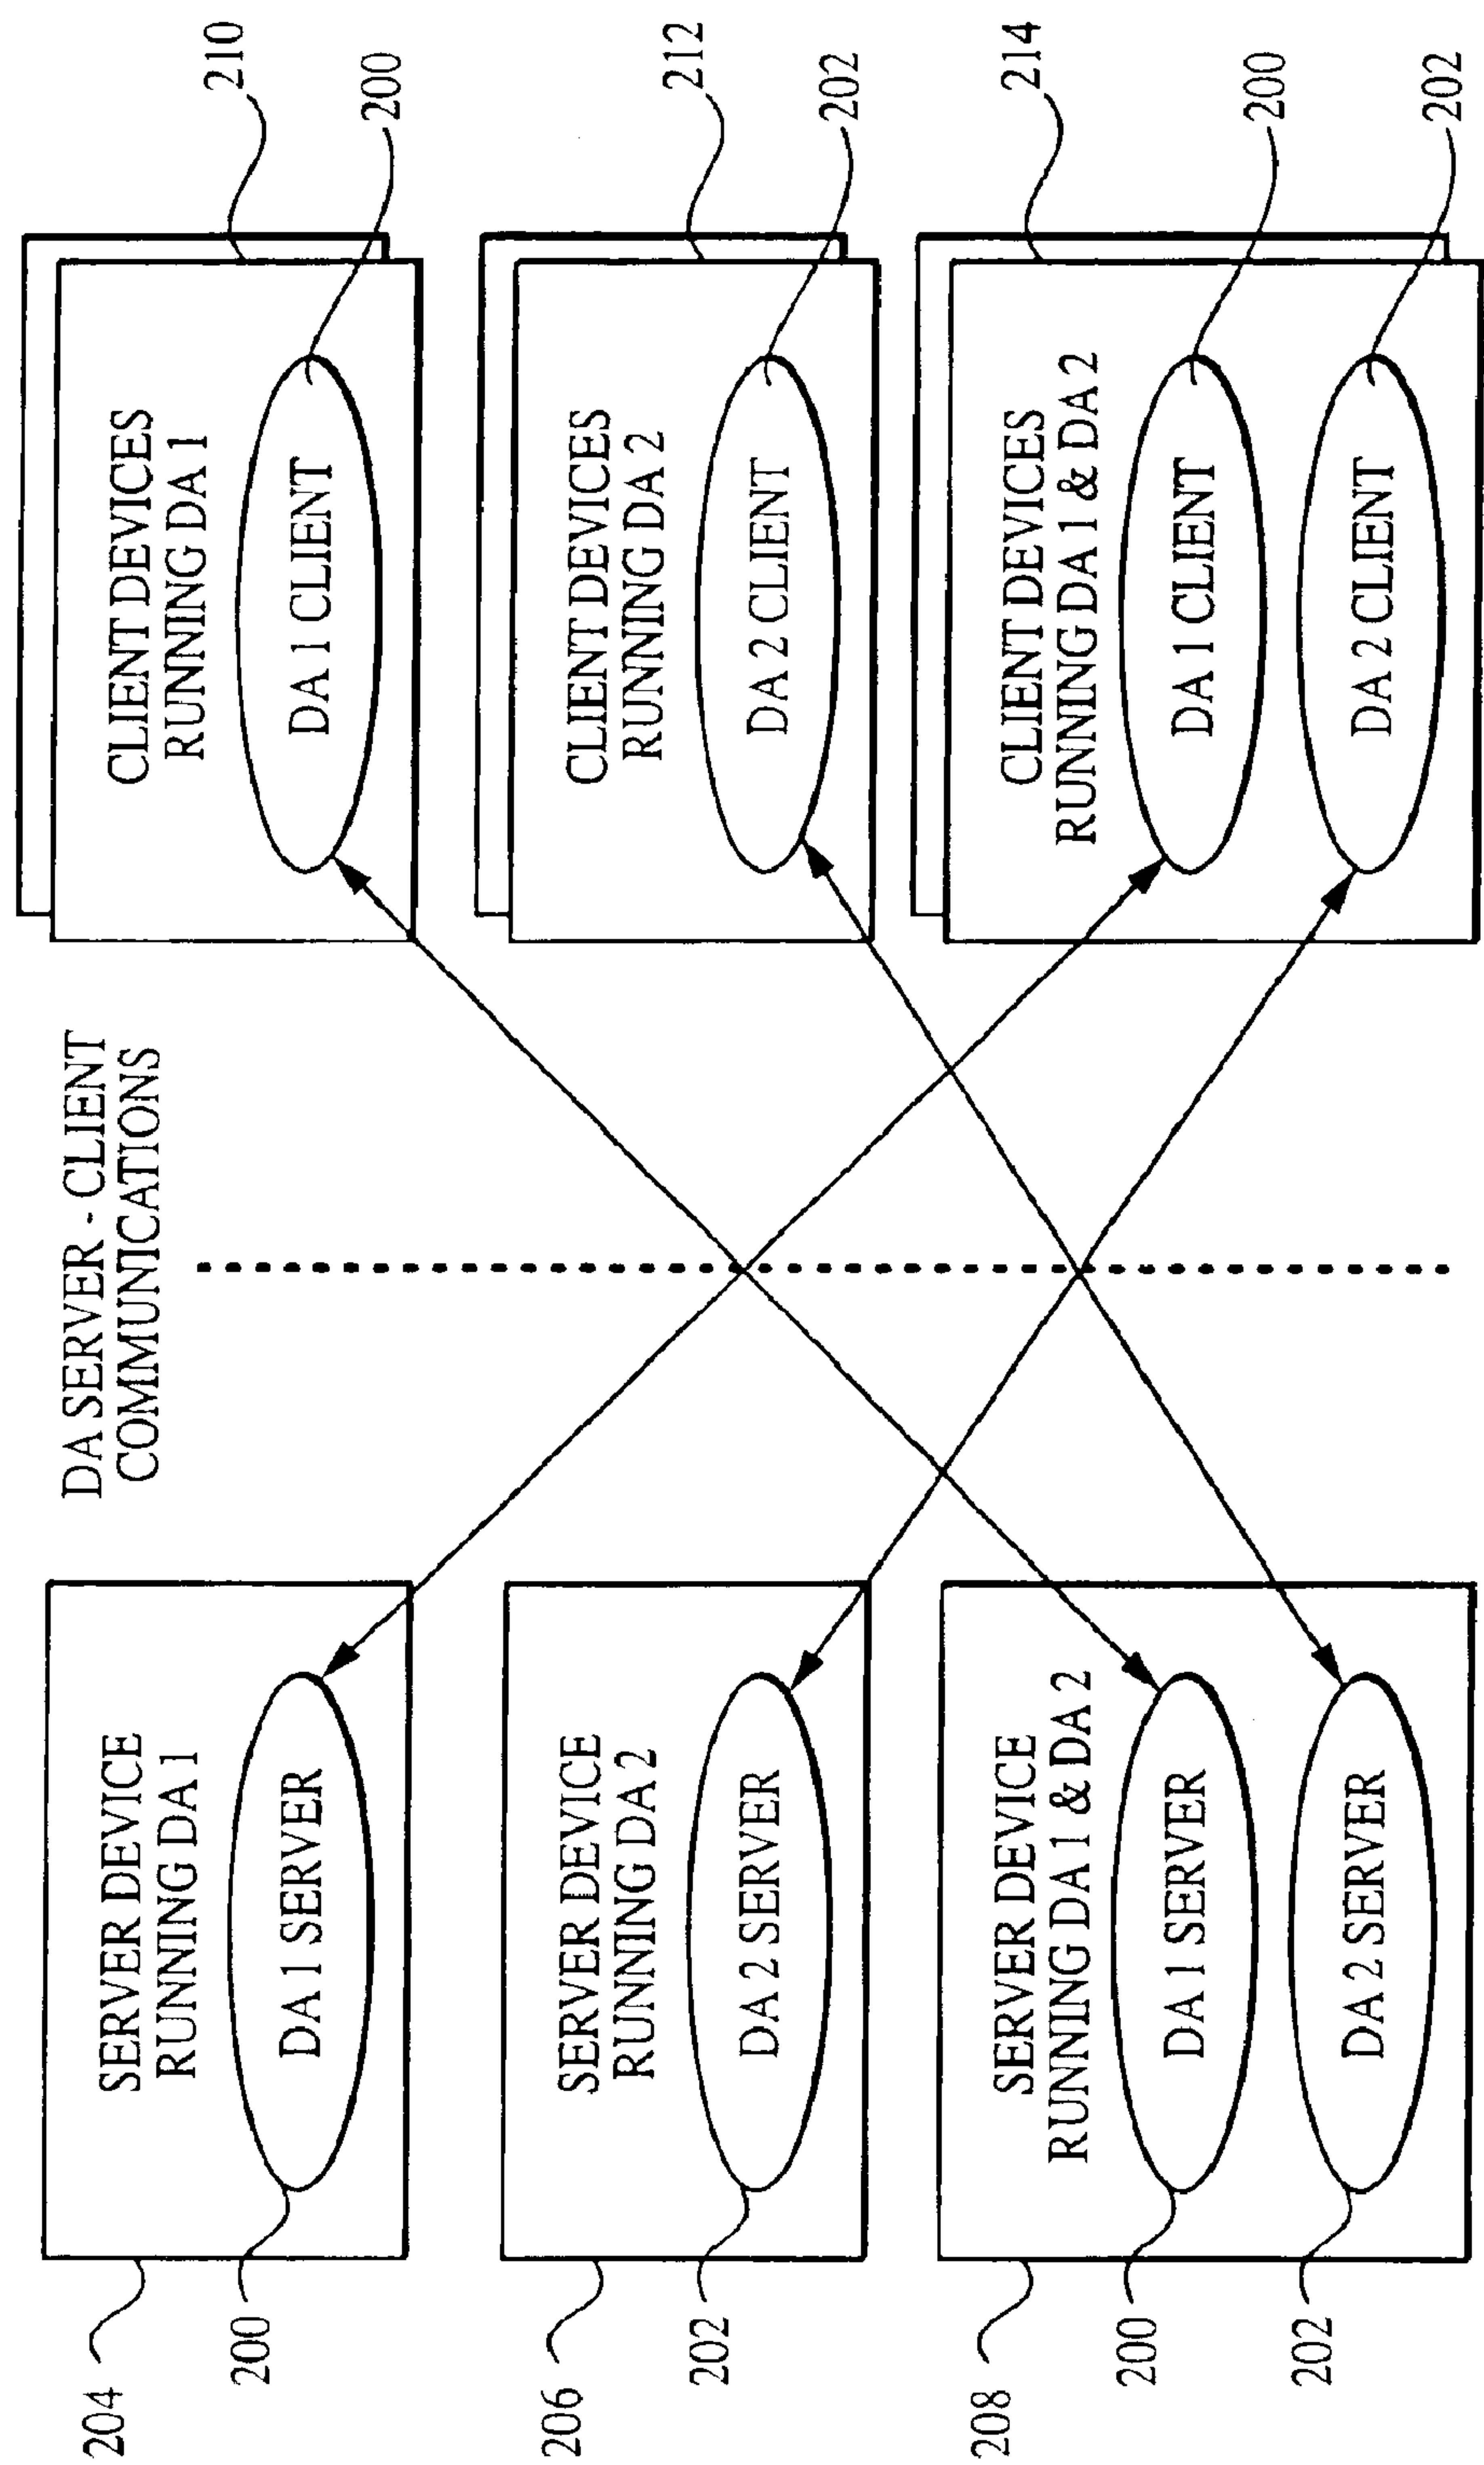 DA SERVER - CLIENT
COMMUNICATIONS
204
SERVER DEVICE
RUNNING DA 1
DA 1 SERVER
200
206
SERVER DEVICE
RUNNING DA 2
DA 2 SERVER
202
208
SERVER DEVICE
RUNNING DA 1 & DA 2
DA 1 SERVER
200
DA 2 SERVER
202
210
CLIENT DEVICES
RUNNING DA 1
DA 1 CLIENT
200
212
CLIENT DEVICES
RUNNING DA 2
DA 2 CLIENT
202
214
CLIENT DEVICES
RUNNING DA 1 & DA 2
DA 1 CLIENT
200
DA 2 CLIENT
202